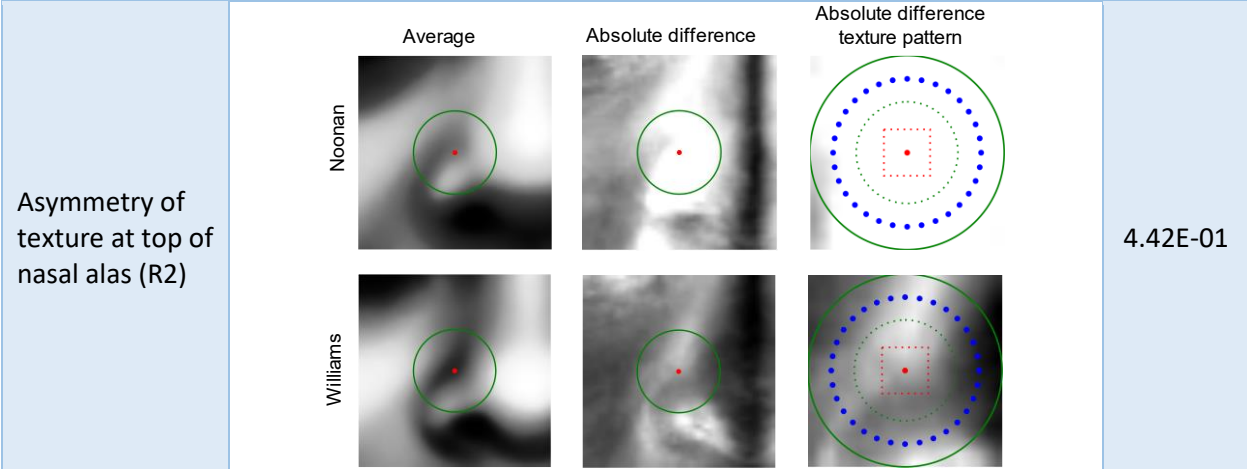 Asymmetry of
texture at top of
nasal alas (R2)
Average
Absolute difference
Absolute difference
texture pattern
Noonan
Williams
4.42E-01